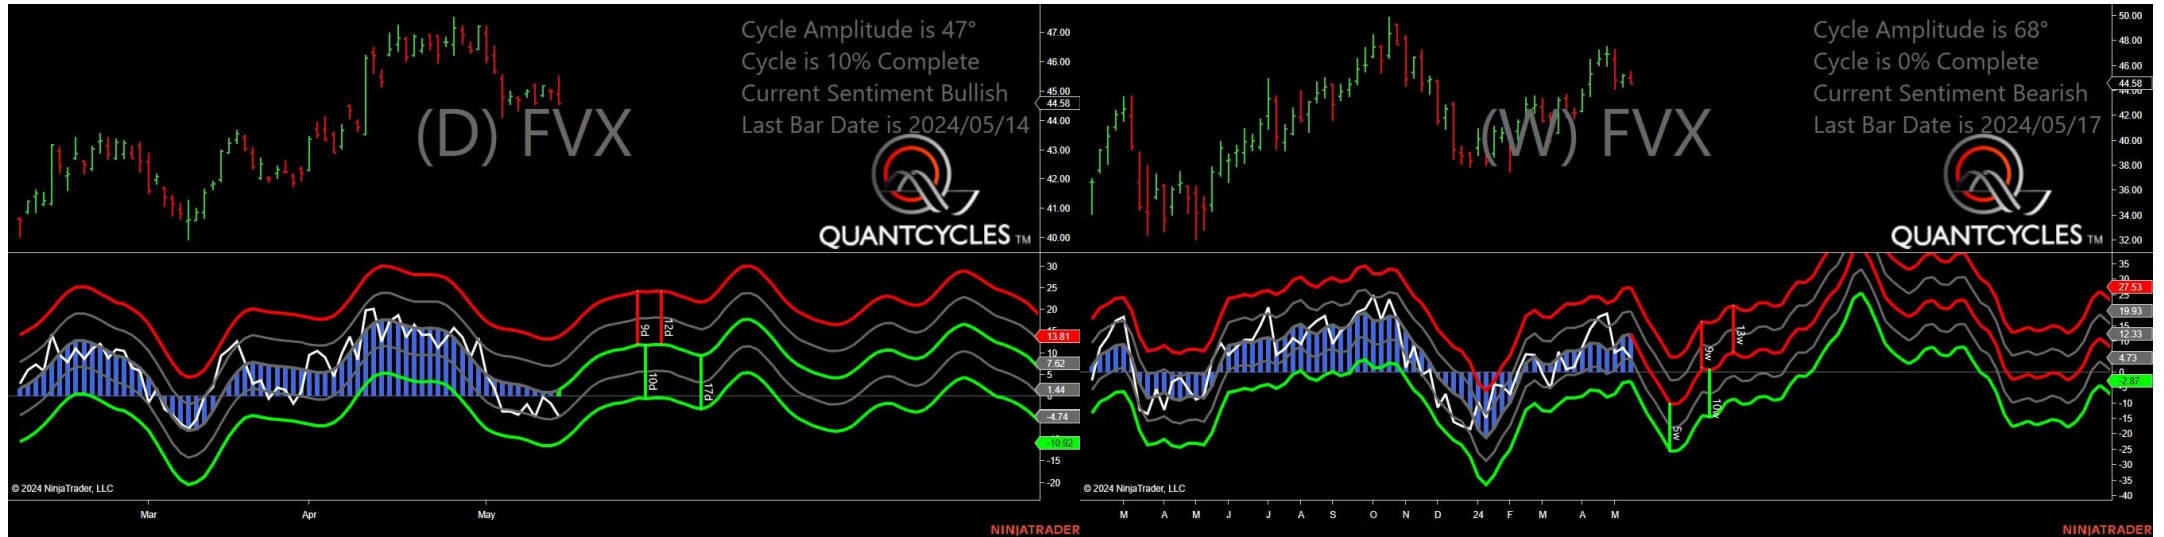 Cycle Amplitude is 47°
Cycle is 10% Complete
Current Sentiment Bullish
Last Bar Date is 2024/05/14
(D) FVX
QUANTCYCLES TM
47.00
46.00
45.00
44.58
44.00
43.00
42.00
41.00
40.00
30
25
20
13.81
10
7.62
5
1.44
-4.74
-10.92
-15
-20
9d
12d
10d
17d
© 2024 NinjaTrader, LLC
Mar Apr May
NINJATRADER
Cycle Amplitude is 68°
Cycle is 0% Complete
Current Sentiment Bearish
Last Bar Date is 2024/05/17
(W) FVX
QUANTCYCLES TM
50.00
48.00
46.00
44.58
44.00
42.00
40.00
38.00
36.00
34.00
32.00
35
30
27.53
25
19.93
15
12.33
10
4.73
0
-2.87
-5
-10
-15
-20
-25
-30
-35
-40
9w
13w
10w
5w
© 2024 NinjaTrader, LLC
M A M J J A S O N D 24 F M A M
NINJATRADER